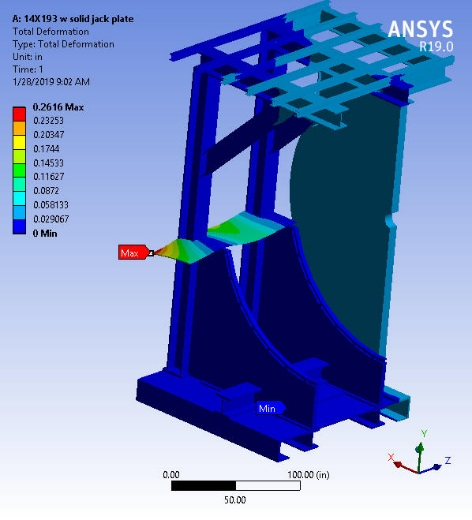 A: 14X193 w solid jack plate
Total Deformation
Type: Total Deformation
Unit: in
Time: 1
1/28/2019 9:02 AM
ANSYS
R19.0
0.2616 Max
0.23253
0.20347
0.1744
0.14533
0.11627
0.0872
0.058133
0.029067
0 Min
Max
Min
Y
X
Z
0.00
100.00 (in)
50.00